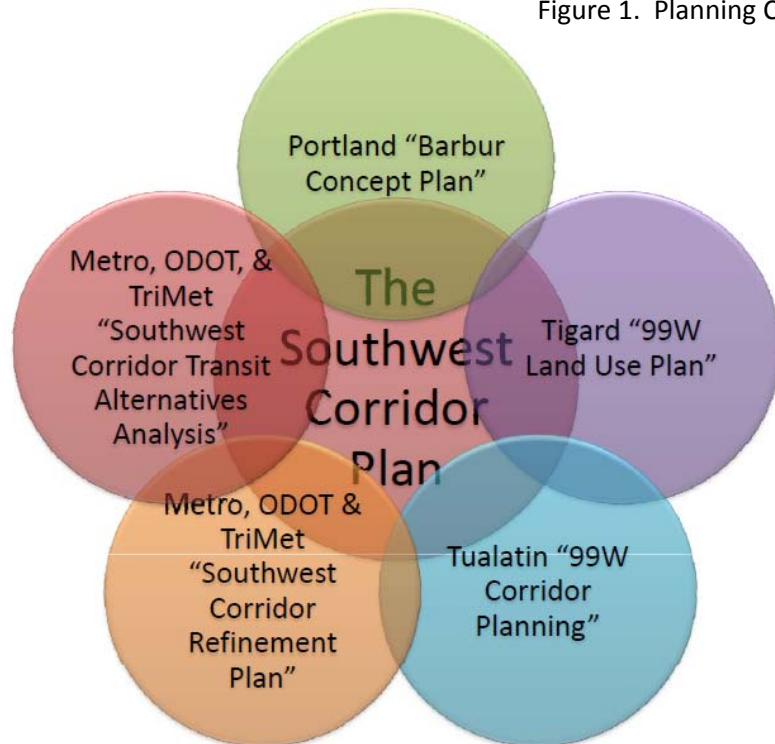 Figure 1. Planning C
Portland “Barbur
Concept Plan”
Metro, ODOT, &
TriMet
“Southwest
Corridor Transit
Alternatives
Analysis”
The
Southwest
Corridor
Plan
Tigard “99W
Land Use Plan”
Metro, ODOT &
TriMet
“Southwest
Corridor
Refinement
Plan”
Tualatin “99W
Corridor
Planning”